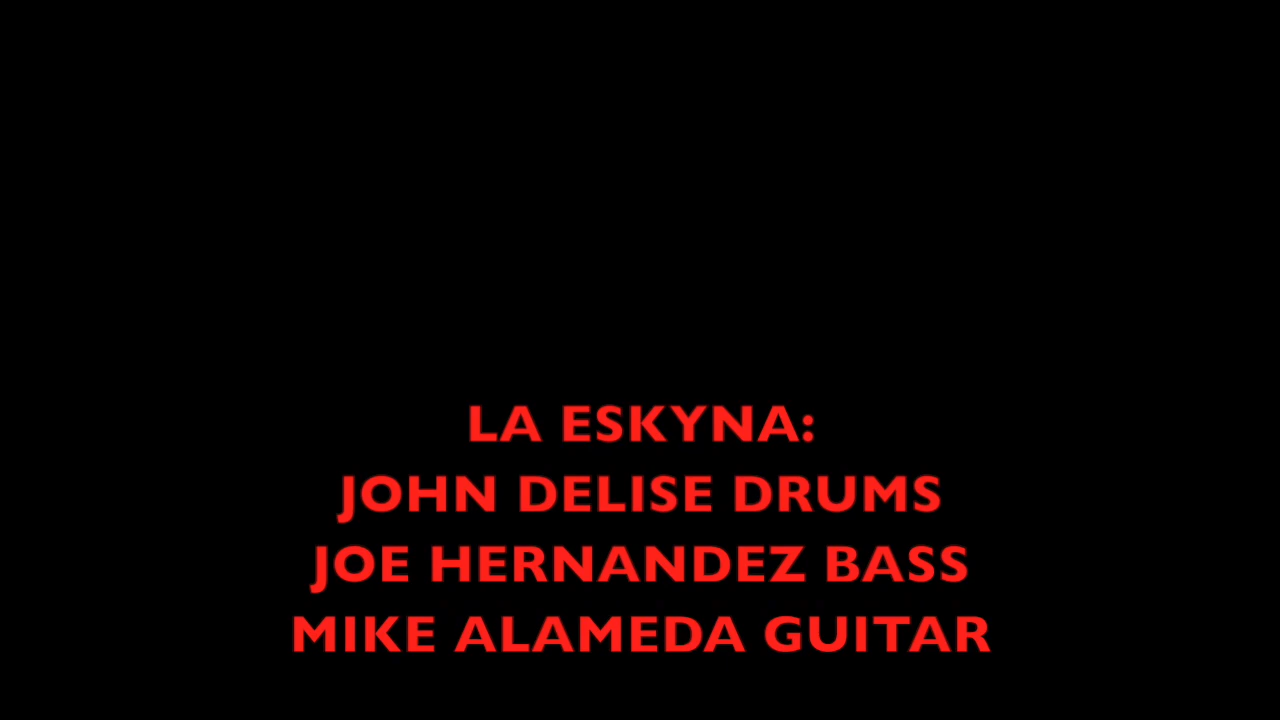 LA ESKYNA:
JOHN DELISE DRUMS
JOE HERNANDEZ BASS
MIKE ALAMEDA GUITAR